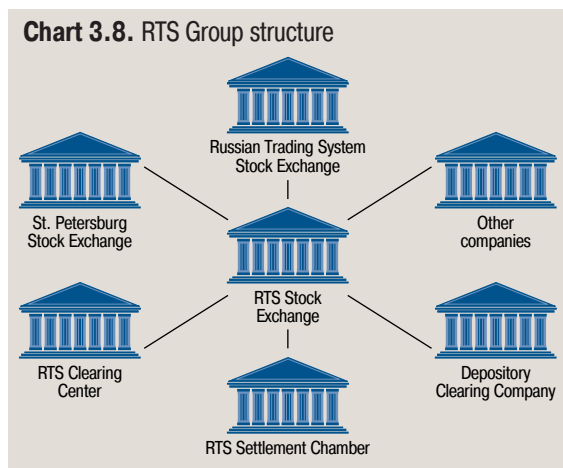 Chart 3.8. RTS Group structure
Russian Trading System
Stock Exchange
St. Petersburg
Stock Exchange
Other
companies
RTS Stock
Exchange
RTS Clearing
Center
Depository
Clearing Company
RTS Settlement Chamber